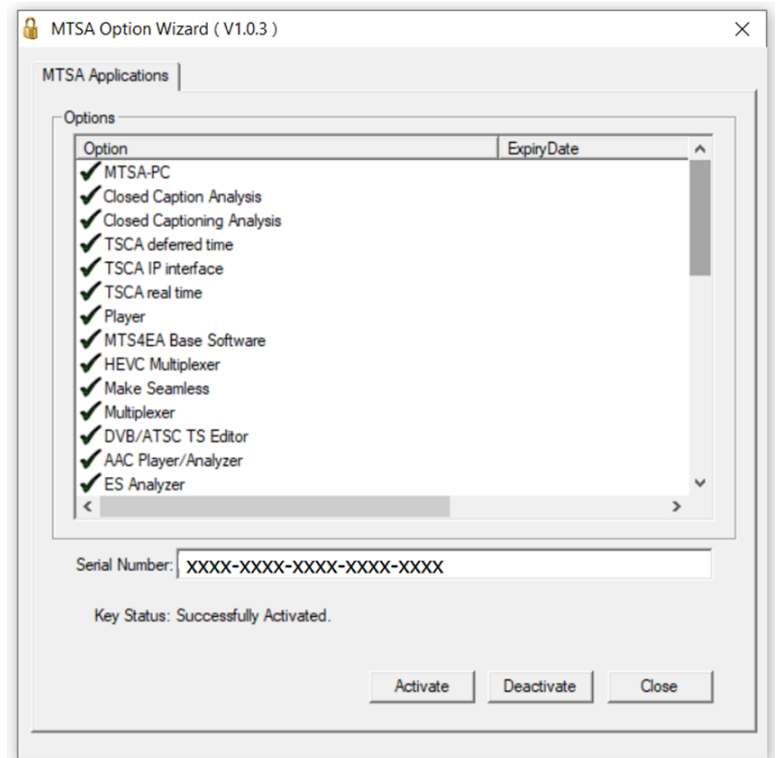 MTSA Option Wizard ( V1.0.3 )
MTSA Applications
Options
Option ExpiryDate
MTSA-PC
Closed Caption Analysis
Closed Captioning Analysis
TSCA deferred time
TSCA IP interface
TSCA real time
Player
MTS4EA Base Software
HEVC Multiplexer
Make Seamless
Multiplexer
DVB/ATSC TS Editor
AAC Player/Analyzer
ES Analyzer
Serial Number: xxxx-xxxx-xxxx-xxxx-xxxx
Key Status: Successfully Activated.
Activate Deactivate Close